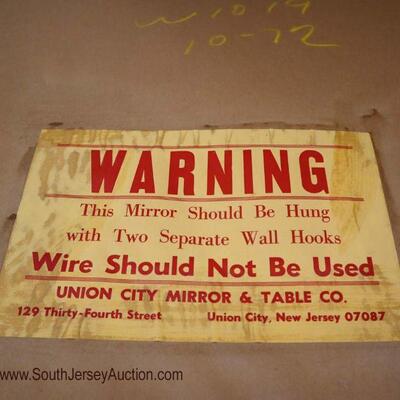 W1019
10-72
WARNING
This Mirror Should Be Hung
with Two Separate Wall Hooks
Wire Should Not Be Used
UNION CITY MIRROR & TABLE CO.
129 Thirty-Fourth Street Union City, New Jersey 07087
www.SouthJerseyAuction.com